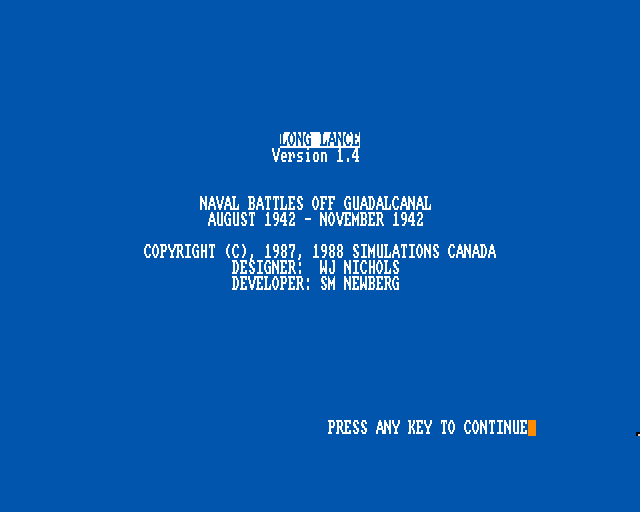 LONG LANCE
Version 1.4
NAVAL BATTLES OFF GUADALCANAL
AUGUST 1942 - NOVEMBER 1942
COPYRIGHT (C), 1987, 1988 SIMULATIONS CANADA
DESIGNER:  WJ NICHOLS
DEVELOPER: SM NEWBERG
PRESS ANY KEY TO CONTINUE